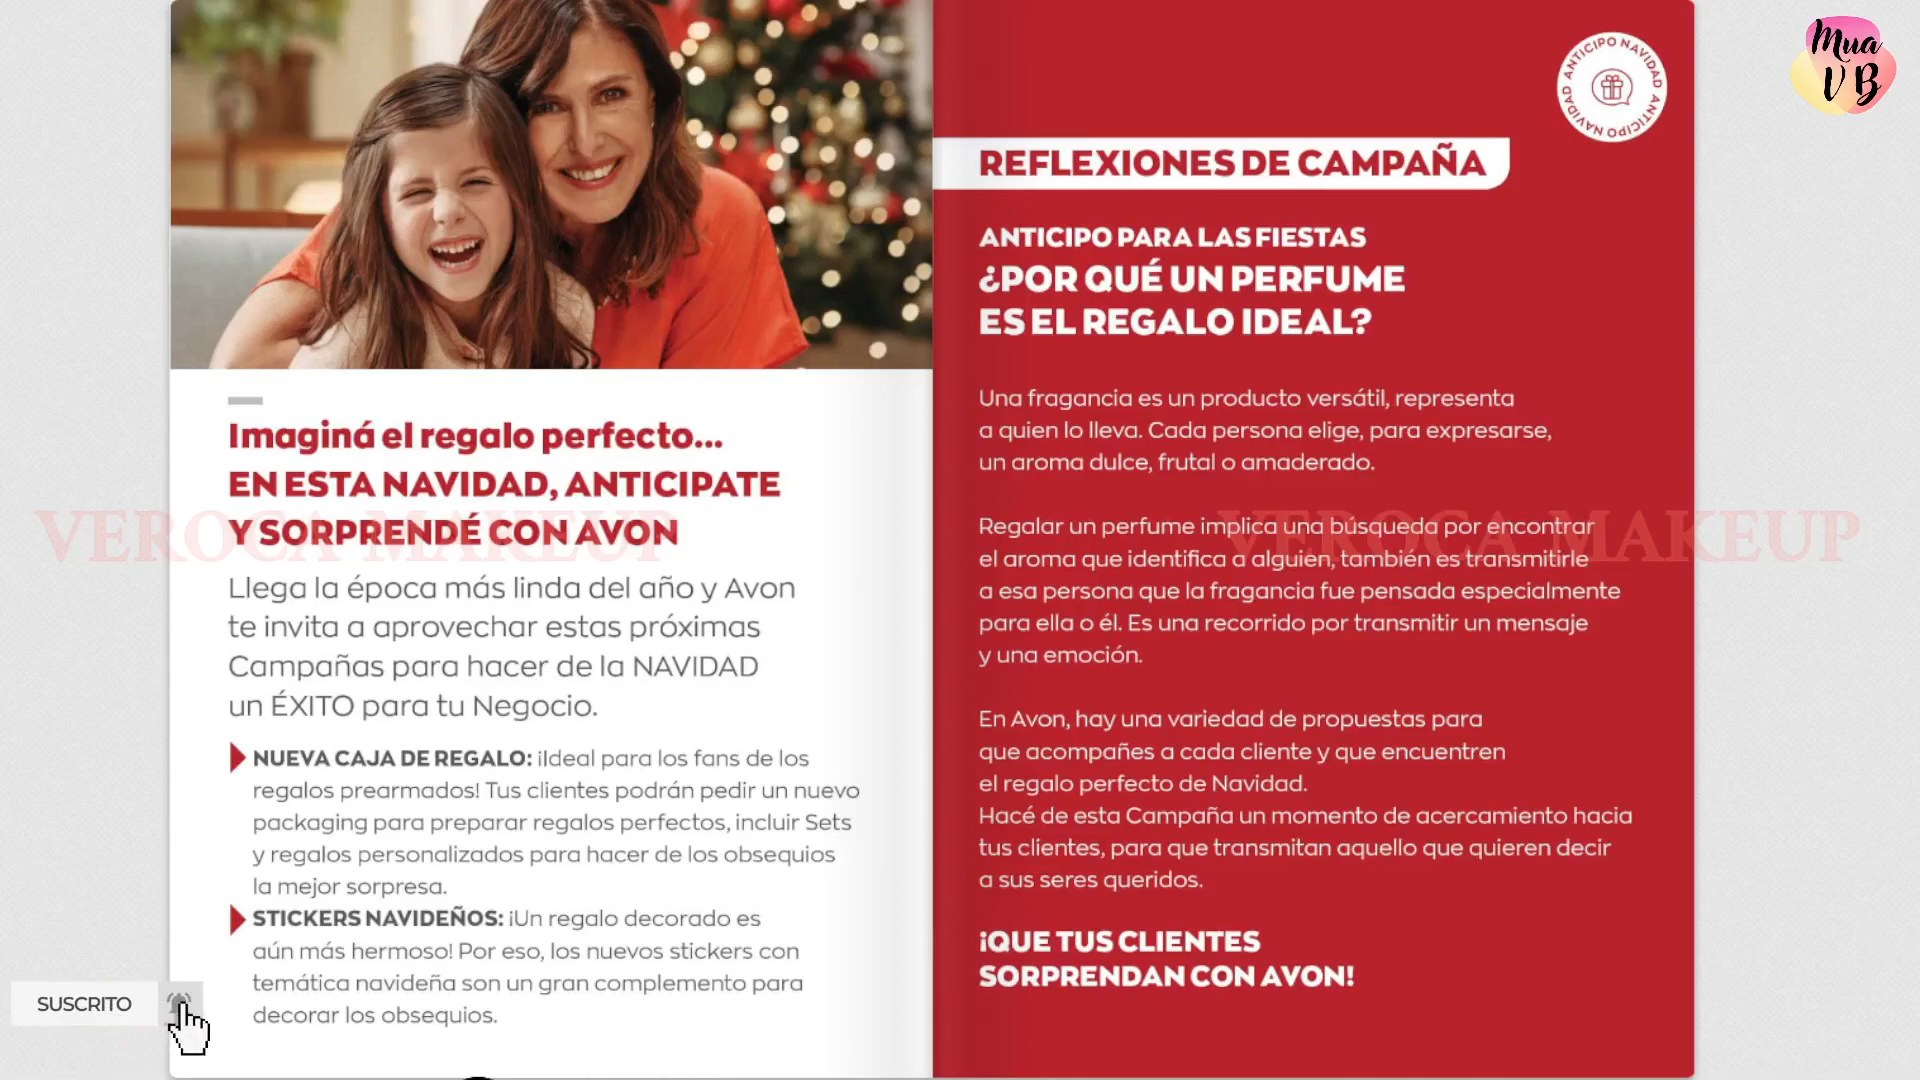 Imaginá el regalo perfecto...
EN ESTA NAVIDAD, ANTICIPATE
Y SORPRENDÉ CON AVON
Llega la época más linda del año y Avon
te invita a aprovechar estas próximas
Campañas para hacer de la NAVIDAD
un ÉXITO para tu Negocio.
NUEVA CAJA DE REGALO: ¡Ideal para los fans de los
regalos prearmados! Tus clientes podrán pedir un nuevo
packaging para preparar regalos perfectos, incluir Sets
y regalos personalizados para hacer de los obsequios
la mejor sorpresa.
STICKERS NAVIDEÑOS: ¡Un regalo decorado es
aún más hermoso! Por eso, los nuevos stickers con
temática navideña son un gran complemento para
decorar los obsequios.
ANTICIPO NAVIDAD ANTICIPO NAVIDAD
REFLEXIONES DE CAMPAÑA
ANTICIPO PARA LAS FIESTAS
¿POR QUÉ UN PERFUME
ES EL REGALO IDEAL?
Una fragancia es un producto versátil, representa
a quien lo lleva. Cada persona elige, para expresarse,
un aroma dulce, frutal o amaderado.
Regalar un perfume implica una búsqueda por encontrar
el aroma que identifica a alguien, también es transmitirle
a esa persona que la fragancia fue pensada especialmente
para ella o él. Es una recorrido por transmitir un mensaje
y una emoción.
En Avon, hay una variedad de propuestas para
que acompañes a cada cliente y que encuentren
el regalo perfecto de Navidad.
Hacé de esta Campaña un momento de acercamiento hacia
tus clientes, para que transmitan aquello que quieren decir
a sus seres queridos.
¡QUE TUS CLIENTES
SORPRENDAN CON AVON!
Mua
VB
VEROCA MAKEUP
VEROCA MAKEUP
SUSCRITO